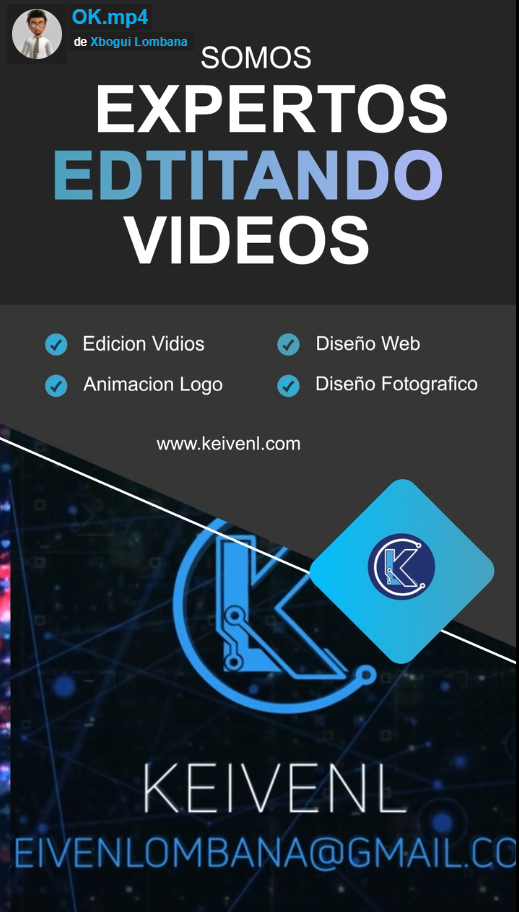 OK.mp4
de Xbogui Lombana
SOMOS
EXPERTOS
EDTITANDO
VIDEOS
Edicion Vidios
Diseño Web
Animacion Logo
Diseño Fotografico
www.keivenl.com
K
K
KEIVENL
EIVENLOMBANA@GMAIL.CO